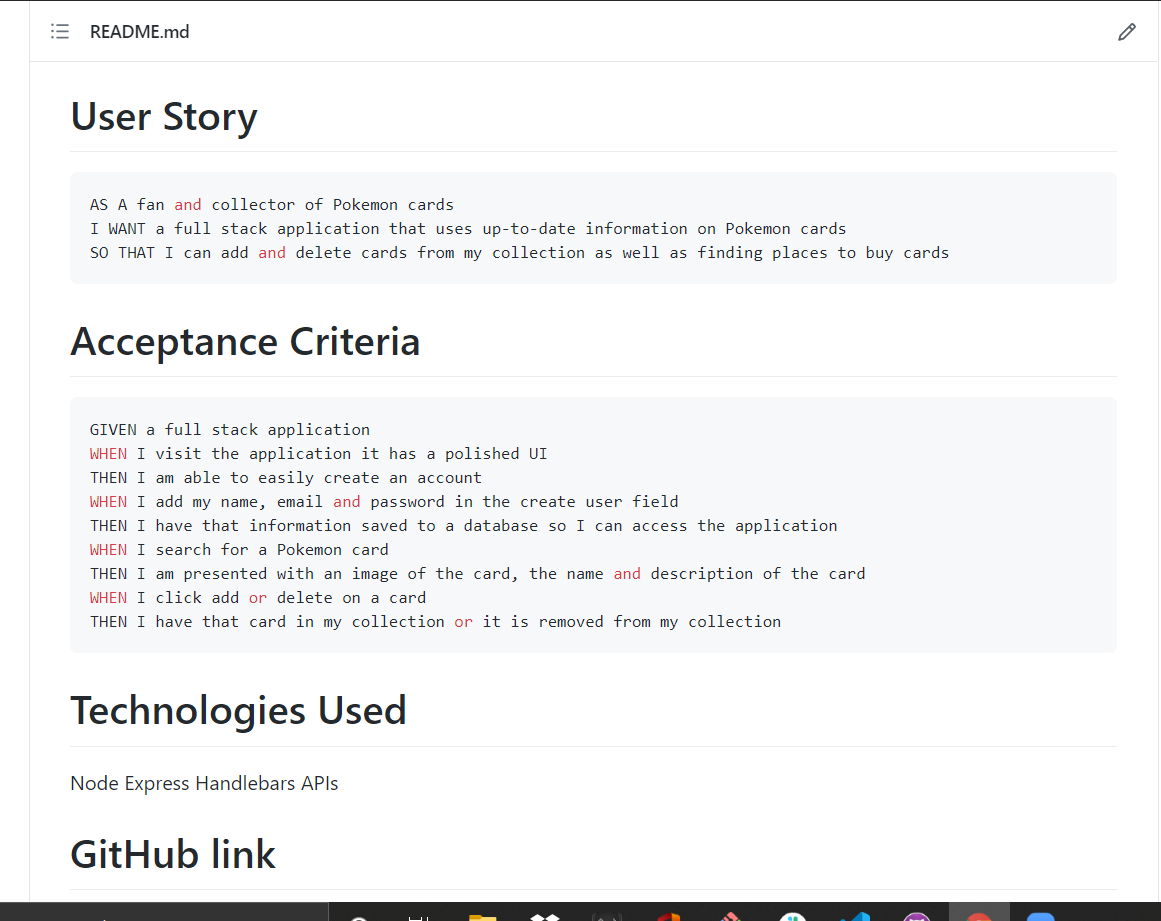 README.md
User Story
AS A fan and collector of Pokemon cards
I WANT a full stack application that uses up-to-date information on Pokemon cards
SO THAT I can add and delete cards from my collection as well as finding places to buy cards
Acceptance Criteria
GIVEN a full stack application
WHEN I visit the application it has a polished UI
THEN I am able to easily create an account
WHEN I add my name, email and password in the create user field
THEN I have that information saved to a database so I can access the application
WHEN I search for a Pokemon card
THEN I am presented with an image of the card, the name and description of the card
WHEN I click add or delete on a card
THEN I have that card in my collection or it is removed from my collection
Technologies Used
Node Express Handlebars APIs
GitHub link